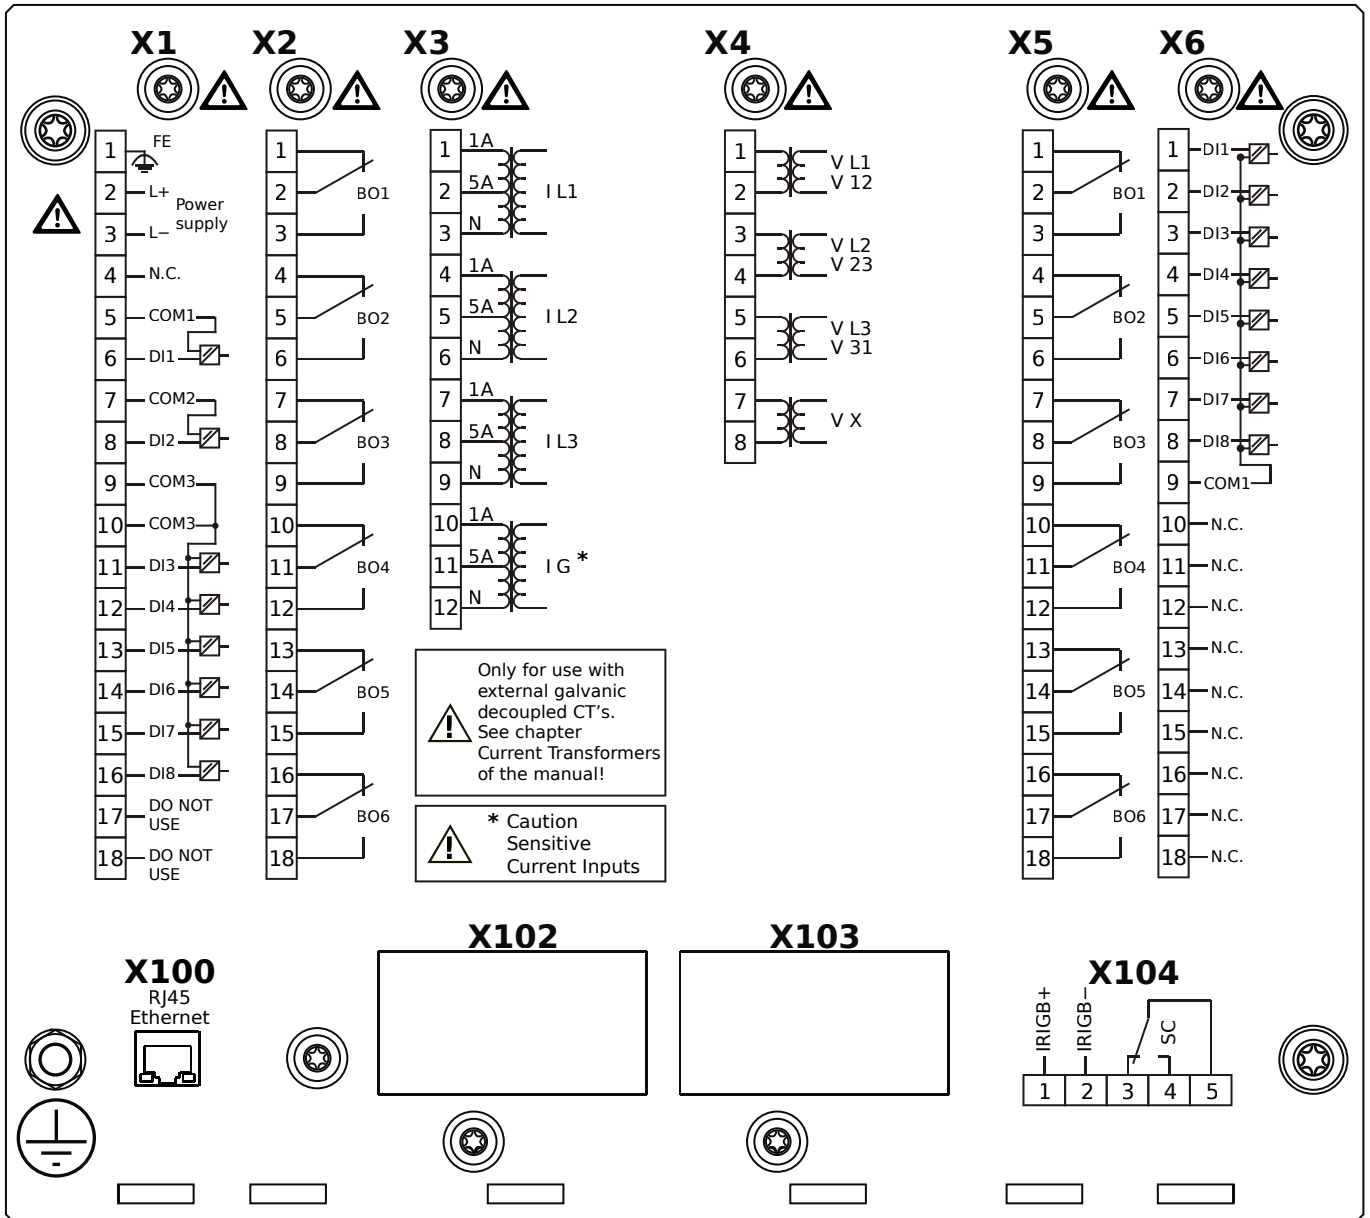 X1 X2 X3 X4 X5 X6
1 FE
2 L+ Power
supply
3 L−
4 N.C.
5 COM1
6 DI1
7 COM2
8 DI2
9 COM3
10 COM3
11 DI3
12 DI4
13 DI5
14 DI6
15 DI7
16 DI8
17 DO NOT
USE
18 DO NOT
USE
1
2 BO1
3
4
5 BO2
6
7
8 BO3
9
10
11 BO4
12
13
14 BO5
15
16
17 BO6
18
1 1A
2 5A I L1
3 N
4 1A
5 5A I L2
6 N
7 1A
8 5A I L3
9 N
10 1A
11 5A I G *
12 N
Only for use with
external galvanic
decoupled CT's.
See chapter
Current Transformers
of the manual!
* Caution
Sensitive
Current Inputs
1 V L1
2 V 12
3 V L2
4 V 23
5 V L3
6 V 31
7 V X
8
1
2 BO1
3
4
5 BO2
6
7
8 BO3
9
10
11 BO4
12
13
14 BO5
15
16
17 BO6
18
1 DI1
2 DI2
3 DI3
4 DI4
5 DI5
6 DI6
7 DI7
8 DI8
9 COM1
10 N.C.
11 N.C.
12 N.C.
13 N.C.
14 N.C.
15 N.C.
16 N.C.
17 N.C.
18 N.C.
X100
RJ45
Ethernet
X102
X103
X104
IRIGB+ IRIGB− SC
1 2 3 4 5